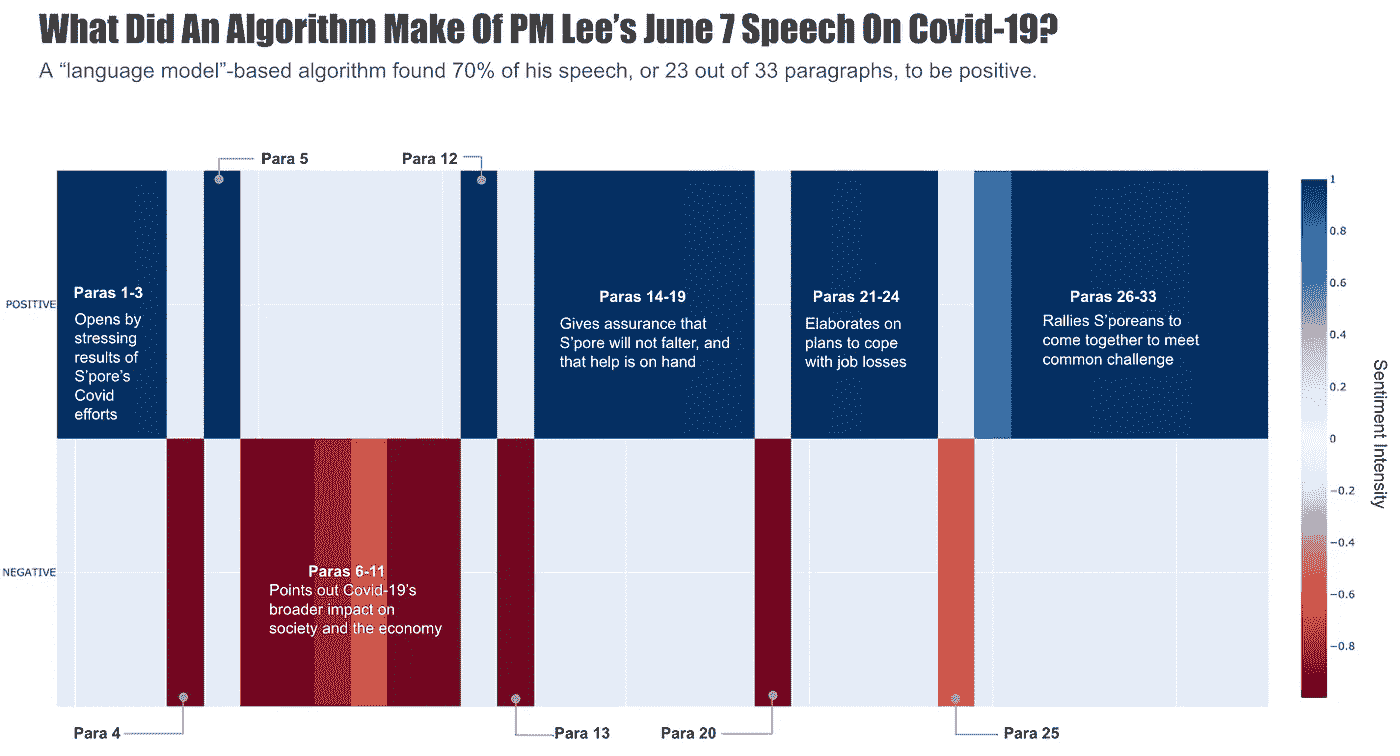 What Did An Algorithm Make Of PM Lee’s June 7 Speech On Covid-19?
A “language model”-based algorithm found 70% of his speech, or 23 out of 33 paragraphs, to be positive.
Para 5
Para 12
POSITIVE
Paras 1-3
Opens by
stressing
results of
S’pore’s
Covid
efforts
Paras 14-19
Gives assurance that
S’pore will not falter, and
that help is on hand
Paras 21-24
Elaborates on
plans to cope
with job losses
Paras 26-33
Rallies S’poreans to
come together to meet
common challenge
NEGATIVE
Paras 6-11
Points out Covid-19’s
broader impact on
society and the economy
Para 4
Para 13
Para 20
Para 25
1
0.8
0.6
0.4
0.2
0
−0.2
−0.4
−0.6
−0.8
Sentiment Intensity